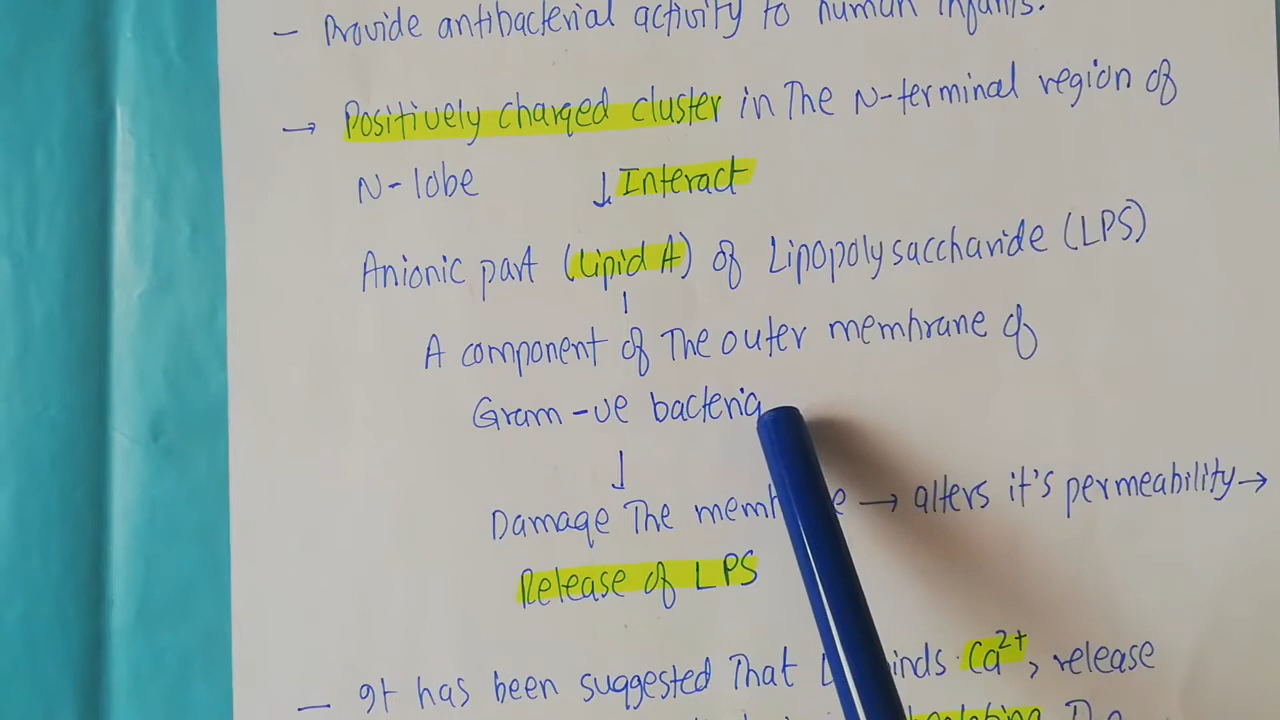 - Provide antibacterial activity to human infants.
→ Positively charged cluster in The N-terminal region of
N-lobe ↓ Interact
Anionic part (Lipid A) of Lipopolysaccharide (LPS)
A component of The outer membrane of
Gram -ve bacteria
↓
Damage The → alters it's permeability →
Release of LPS
- It has been suggested That Ca2+, release